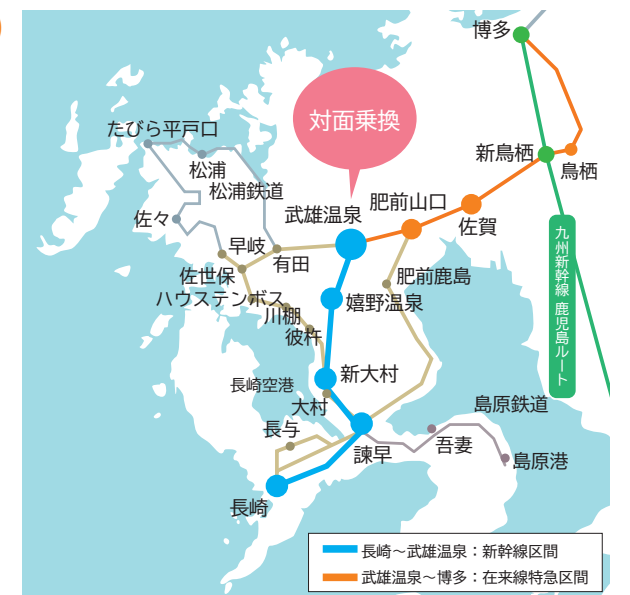 博多
対面乗換
たびら平戸口
松浦
松浦鉄道
新鳥栖
鳥栖
肥前山口
佐賀
武雄温泉
佐々
早岐
有田
佐世保
ハウステンボス
川棚
彼杵
肥前鹿島
嬉野温泉
九州新幹線 鹿児島ルート
新大村
長崎空港
大村
島原鉄道
長与
諫早
吾妻
島原港
長崎
長崎～武雄温泉：新幹線区間
武雄温泉～博多：在来線特急区間